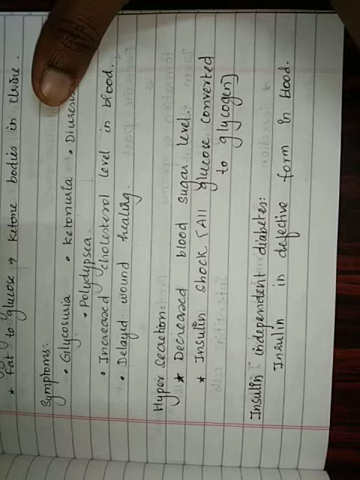 * Fat to glucose → ketone bodies in urine.
Symptoms:
• Glycosuria • Ketonuria • Diuresis
• Polydypsea
• Increased cholesterol level in blood.
• Delayed wound healing.
Hyper secretion:
* Decreased blood sugar level.
* Insulin shock [All glucose converted
to glycogen]
Insulin independent diabetes:
Insulin in defective form in blood.